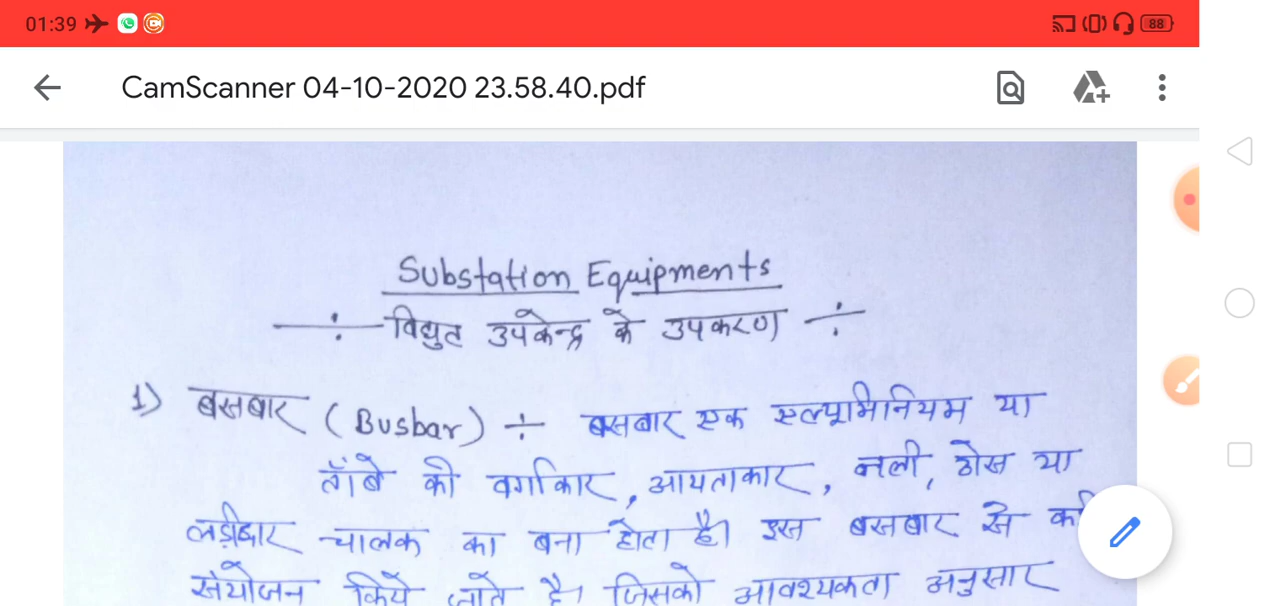 01:39
88
CamScanner 04-10-2020 23.58.40.pdf
Substation Equipments
विद्युत उपकेन्द्र के उपकरण
1) बसबार (Busbar) ÷ बसबार एक एल्यूमिनियम या
ताँबे की वर्गाकार, आयताकार, नली, ठोस या
लड़ीदार चालक का बना होता है। इस बसबार से
संयोजन किये जाते है। जिसको आवश्यकता अनुसार